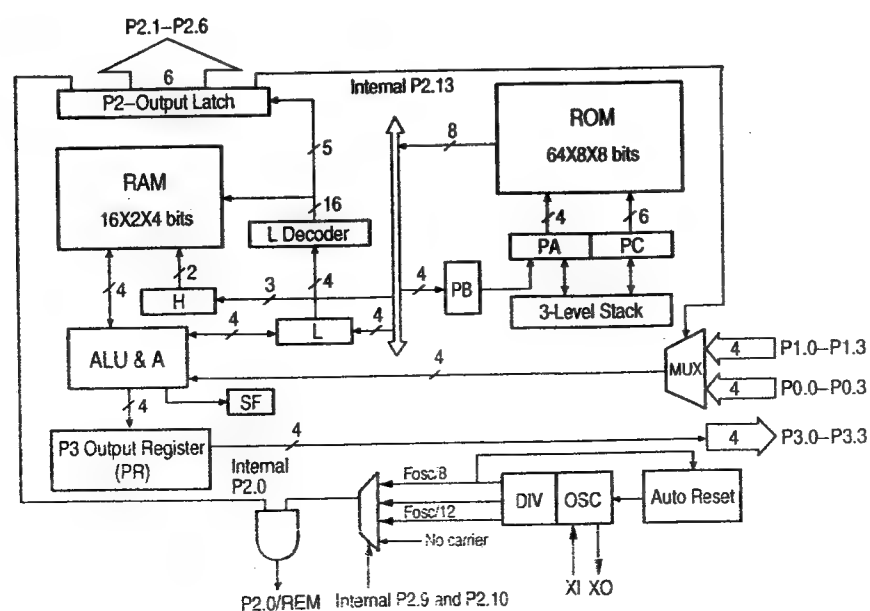 P2.1–P2.6
6
P2–Output Latch
Internal P2.13
ROM
64X8X8 bits
8
5
RAM
16X2X4 bits
16
L Decoder
4
6
PA
PC
2
4
4
3
4
PB
3-Level Stack
H
4
L
4
ALU & A
4
MUX
4
P1.0–P1.3
4
P0.0–P0.3
4
SF
P3 Output Register
(PR)
4
4
P3.0–P3.3
Internal
P2.0
Fosc/8
DIV
OSC
Auto Reset
Fosc/12
No carrier
XI
XO
P2.0/REM
Internal P2.9 and P2.10